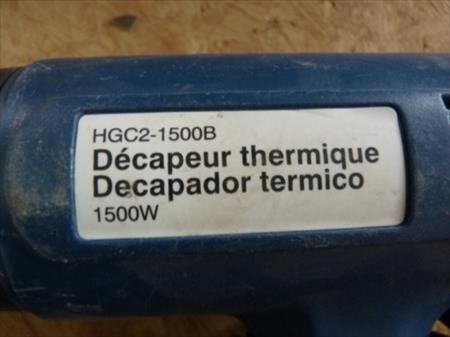 HGC2-1500B
Décapeur thermique
Decapador termico
1500W